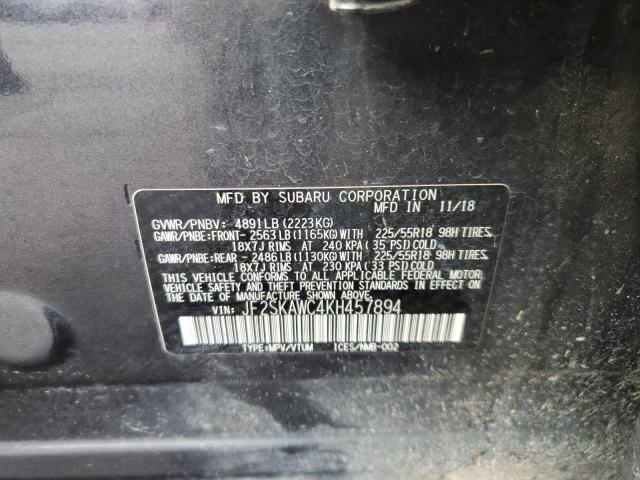 MFD BY SUBARU CORPORATION MFD IN 11/18
GVWR/PNBV: 4891LB (2223KG)
GAWR/PNBE:FRONT- 2563LB (1165KG) WITH 225/55R18 98H TIRES,
18X7J RIMS AT 240 KPA (35 PSI) COLD
GAWR/PNBE:REAR - 2486LB (1130KG) WITH 225/55R18 98H TIRES,
18X7J RIMS AT 230 KPA (33 PSI) COLD
THIS VEHICLE CONFORMS TO ALL APPLICABLE FEDERAL MOTOR
VEHICLE SAFETY AND THEFT PREVENTION STANDARDS IN EFFECT
ON THE DATE OF MANUFACTURE SHOWN ABOVE.
VIN: JF2SKAWC4KH457894
TYPE:MPV/VTUM ICES/NMB-002